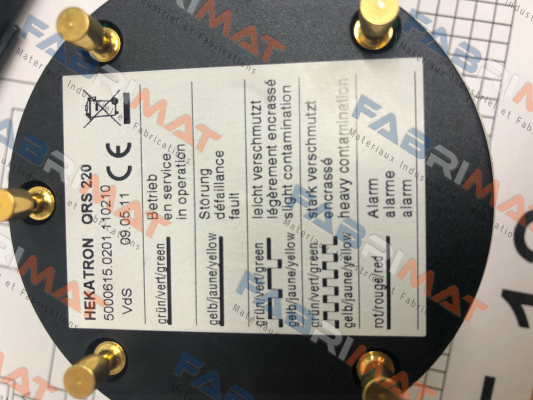 HEKATRON ORS 220
5000615.0201.110210
VdS 09.05.11 CE
Betrieb
en service
grün/vert/green in operation
Störung
défaillance
gelb/jaune/yellow fault
leicht verschmutzt
grün/vert/green légèrement encrassé
gelb/jaune/yellow slight contamination
stark verschmutzt
grün/vert/green encrassé
gelb/jaune/yellow heavy contamination
Alarm
alarme
rot/rouge/red alarm
FABRIMAT
Materiaux Industriels et Fabrications